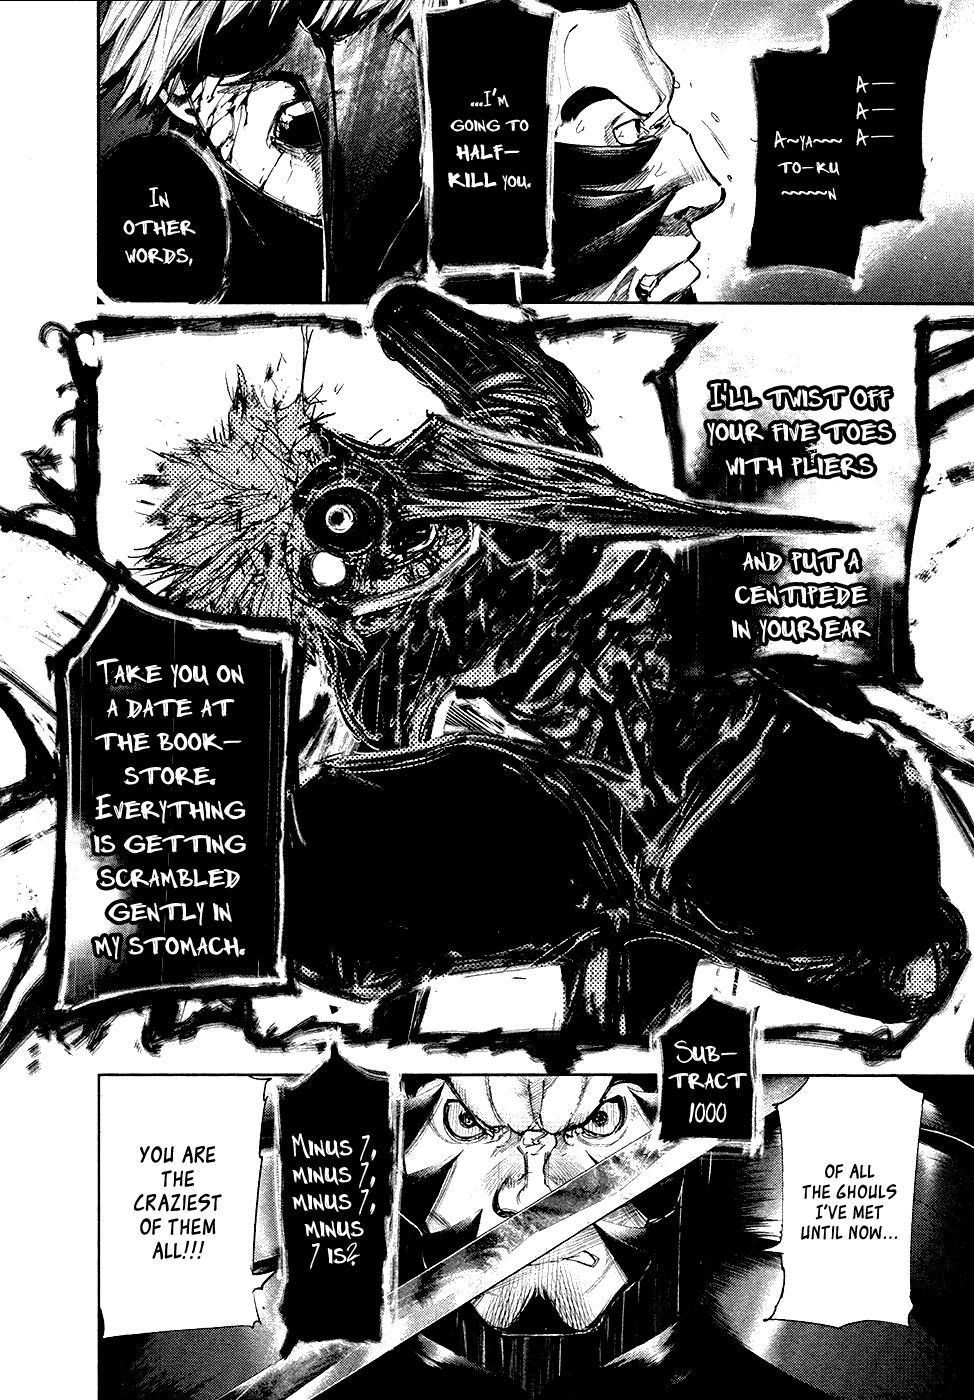 A—
A—
A—
A~YA~~~
TO-KU
~~~~~N
...I'M
GOING TO
HALF—
KILL YOU.
IN
OTHER
WORDS,
I'LL TWIST OFF
YOUR FIVE TOES
WITH PLIERS
AND PUT A
CENTIPEDE
IN YOUR EAR
TAKE YOU ON
A DATE AT
THE BOOK—
STORE.
EVERYTHING
IS GETTING
SCRAMBLED
GENTLY IN
MY STOMACH.
SUB—
TRACT
1000
OF ALL
THE GHOULS
I'VE MET
UNTIL NOW...
MINUS 7,
MINUS 7,
MINUS 7,
MINUS
7 IS?
YOU ARE
THE
CRAZIEST
OF THEM
ALL!!!